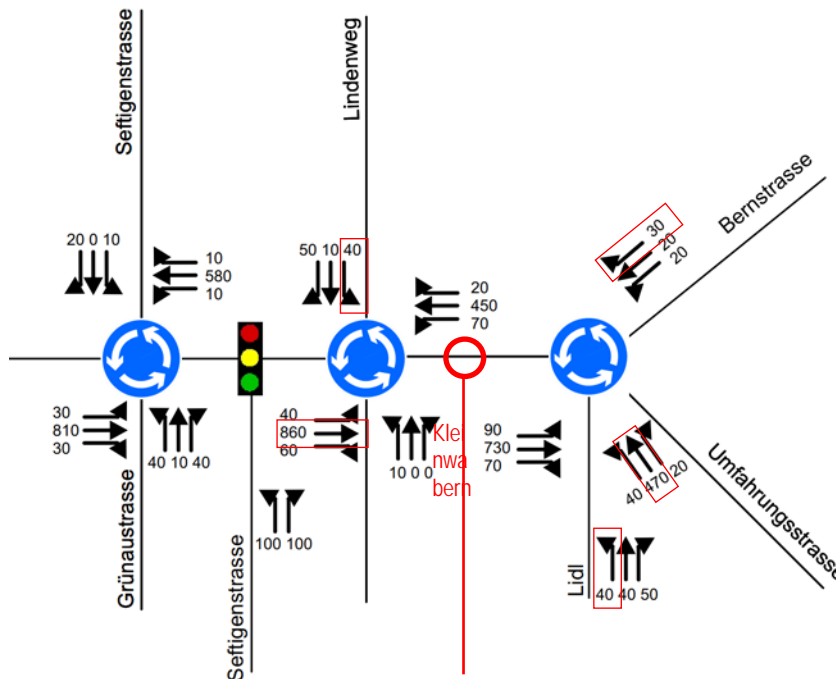 Seftigenstrasse
Lindenweg
Bernstrasse
20 0 10
10
580
10
50 10 40
20
450
70
30
20
20
30
810
30
40 10 40
40
860
60
10 0 0
Klei
nwa
bern
90
730
70
40 470 20
Umfahrungsstrasse
100 100
40 40 50
Grünaustrasse
Seftigenstrasse
Lidl